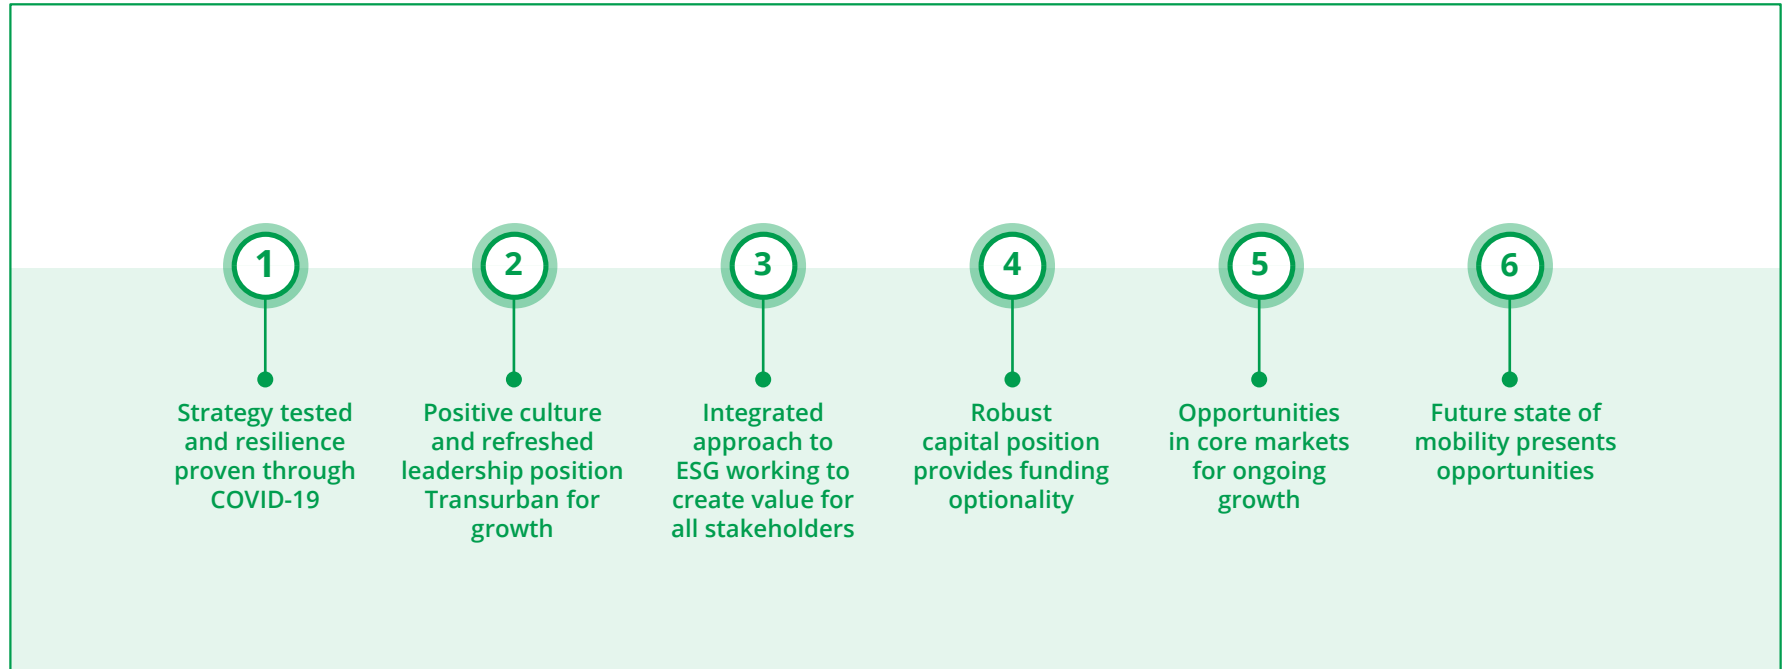 1
Strategy tested
and resilience
proven through
COVID-19
2
Positive culture
and refreshed
leadership position
Transurban for
growth
3
Integrated
approach to
ESG working to
create value for
all stakeholders
4
Robust
capital position
provides funding
optionality
5
Opportunities
in core markets
for ongoing
growth
6
Future state of
mobility presents
opportunities